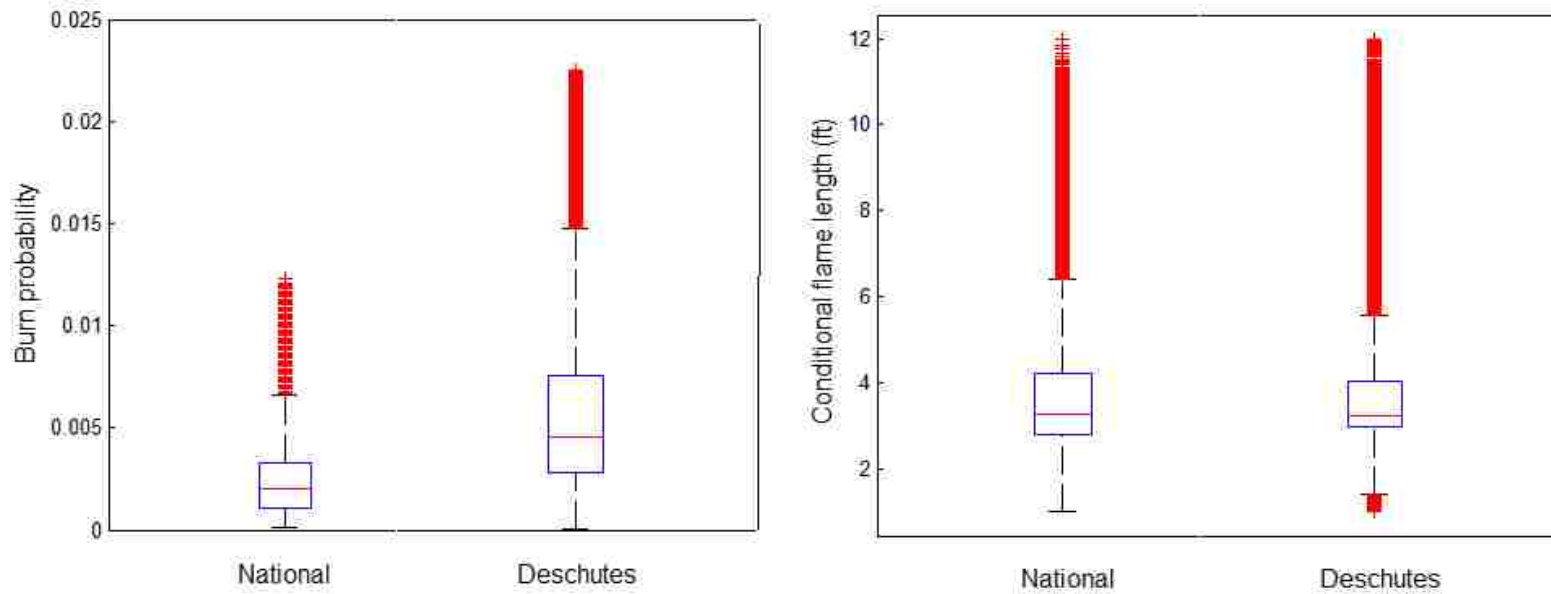 Burn probability
0.025
0.02
0.015
0.01
0.005
0
National
Deschutes
Conditional flame length (ft)
12
10
8
6
4
2
National
Deschutes